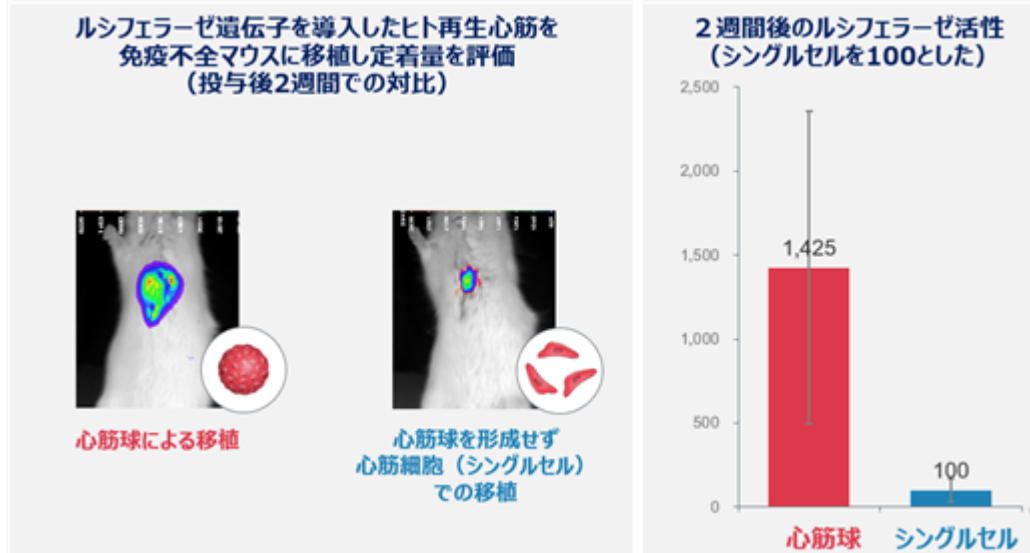 ルシフェラーゼ遺伝子を導入したヒト再生心筋を
免疫不全マウスに移植し定着量を評価
（投与後2週間での対比）
心筋球による移植
心筋球を形成せず
心筋細胞（シングルセル）
での移植
２週間後のルシフェラーゼ活性
（シングルセルを100とした）
2,500
2,000
1,500
1,000
500
0
1,425
100
心筋球
シングルセル